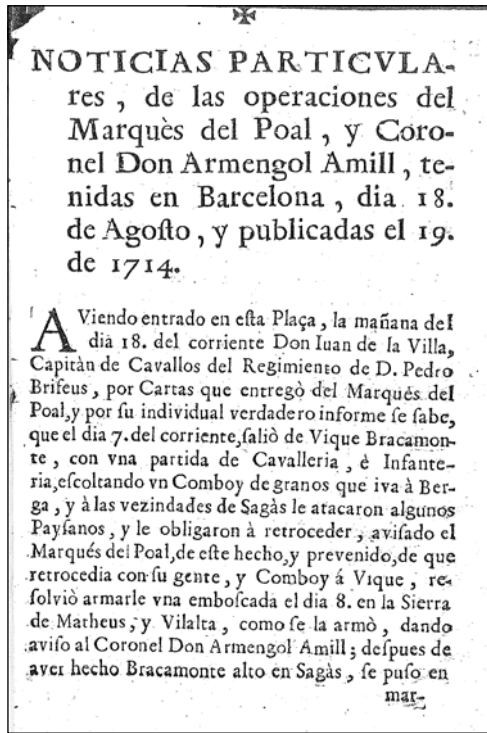 NOTICIAS PARTICVLA-
res, de las operaciones del
Marquès del Poal, y Coro-
nel Don Armengol Amill, te-
nidas en Barcelona, dia 18.
de Agoſto, y publicadas el 19.
de 1714.
AViendo entrado en eſta Plaça, la mañana del
dia 18. del corriente Don Iuan de la Villa,
Capitàn de Cavallos del Regimiento de D. Pedro
Briſeus, por Cartas que entregò del Marquès del
Poal, y por ſu individual verdadero informe ſe ſabe,
que el dia 7. del corriente, ſaliò de Vique Bracamon-
te, con vna partida de Cavalleria, è Infante-
ria, eſcoltando vn Comboy de granos que iva à Ber-
ga, y à las vezindades de Sagàs le atacaron algunos
Payſanos, y le obligaron à retroceder, aviſado el
Marqués del Poal, de eſte hecho, y prevenido, de que
retrocedia con ſu gente, y Comboy á Vique, re-
ſolviò armarle vna emboſcada el dia 8. en la Sierra
de Matheus, y Vilalta, como ſe la armò, dando
aviſo al Coronel Don Armengol Amill; deſpues de
aver hecho Bracamonte alto en Sagàs, ſe puſo en
mar-